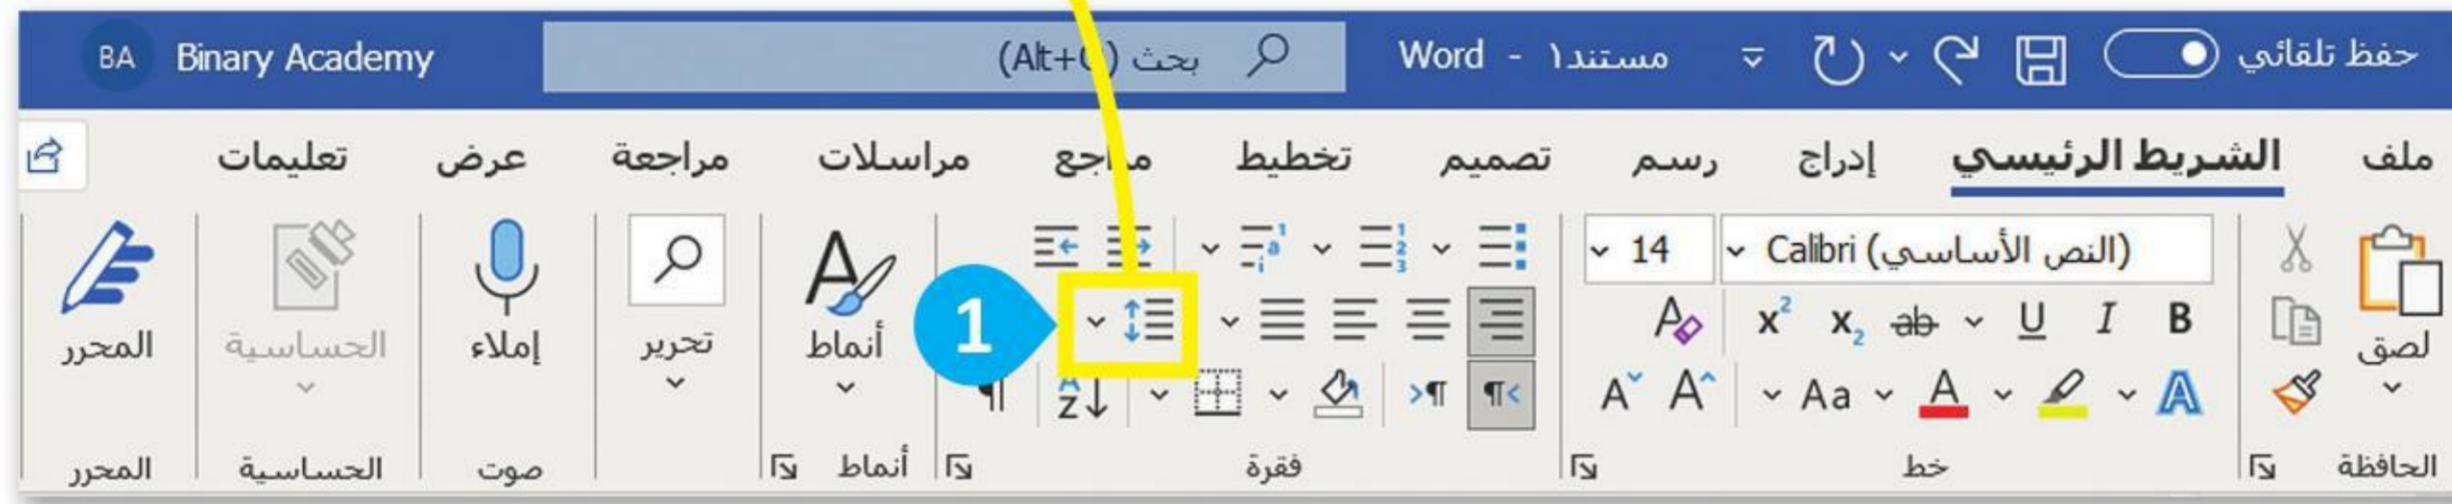 حفظ تلقائي مستند١ - Word بحث (Alt+Q) Binary Academy BA
ملف الشريط الرئيسي إدراج رسم تصميم تخطيط مراجع مراسلات مراجعة عرض تعليمات
Calibri (النص الأساسي) 14
لصق B I U ab x₂ x² A 1 أنماط تحرير إملاء الحساسية المحرر
A A Aa A A A Z
الحافظة خط فقرة أنماط صوت الحساسية المحرر